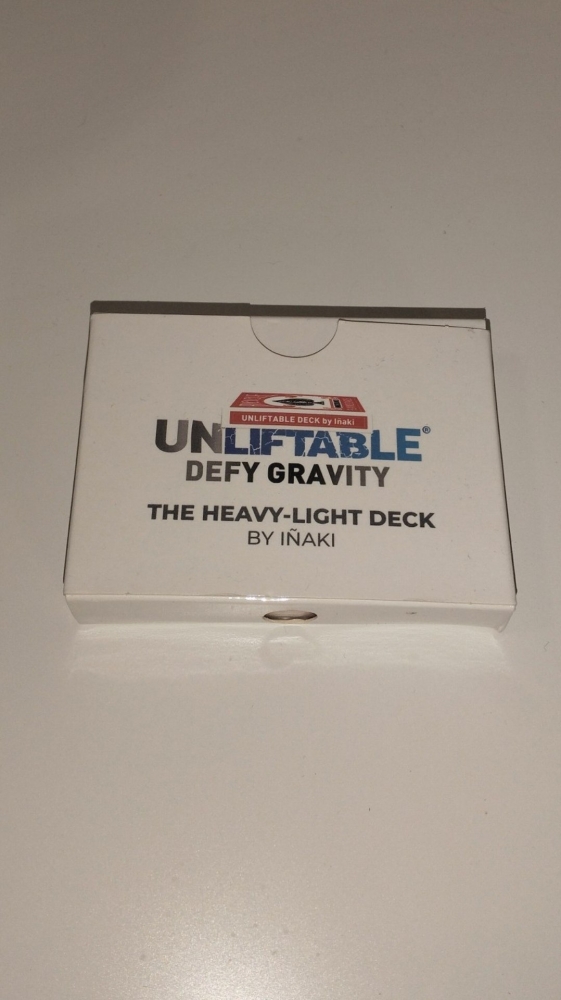 UNLIFTABLE DECK by Iñaki
UNLIFTABLE®
DEFY GRAVITY
THE HEAVY-LIGHT DECK
BY IÑAKI